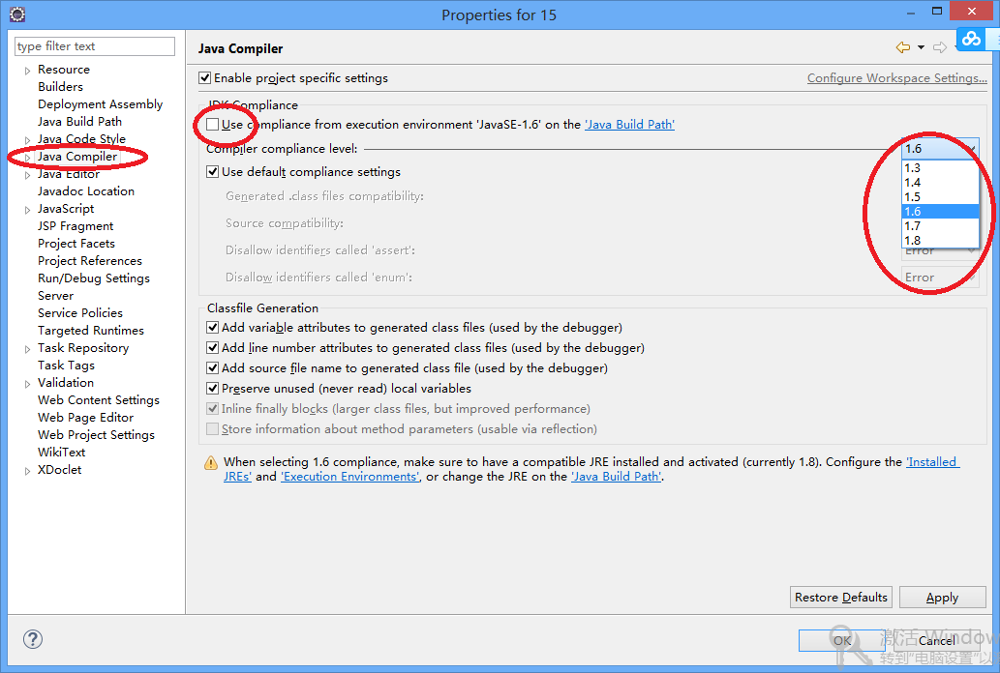 Properties for 15
type filter text
Resource
Builders
Deployment Assembly
Java Build Path
Java Code Style
Java Compiler
Java Editor
Javadoc Location
JavaScript
JSP Fragment
Project Facets
Project References
Run/Debug Settings
Server
Service Policies
Targeted Runtimes
Task Repository
Task Tags
Validation
Web Content Settings
Web Page Editor
Web Project Settings
WikiText
XDoclet
Java Compiler
Enable project specific settings
Configure Workspace Settings...
JDK Compliance
Use compliance from execution environment 'JavaSE-1.6' on the 'Java Build Path'
Compiler compliance level:
1.6
1.3
1.4
1.5
1.6
1.7
1.8
Use default compliance settings
Generated .class files compatibility:
Source compatibility:
Disallow identifiers called 'assert':
Error
Disallow identifiers called 'enum':
Error
Classfile Generation
Add variable attributes to generated class files (used by the debugger)
Add line number attributes to generated class files (used by the debugger)
Add source file name to generated class file (used by the debugger)
Preserve unused (never read) local variables
Inline finally blocks (larger class files, but improved performance)
Store information about method parameters (usable via reflection)
When selecting 1.6 compliance, make sure to have a compatible JRE installed and activated (currently 1.8). Configure the 'Installed
JREs' and 'Execution Environments', or change the JRE on the 'Java Build Path'.
Restore Defaults
Apply
OK
Cancel
激活 Window
转到"电脑设置"以